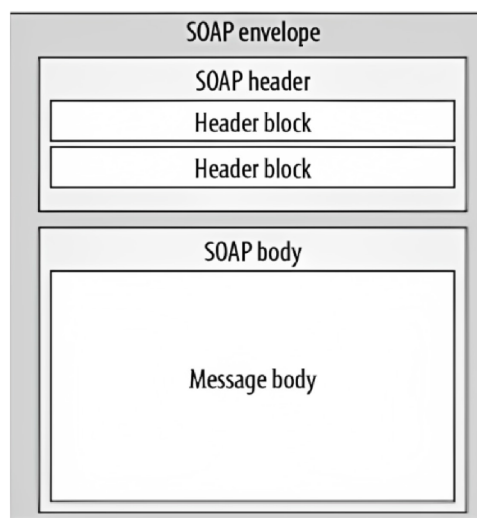 SOAP envelope
SOAP header
Header block
Header block
SOAP body
Message body